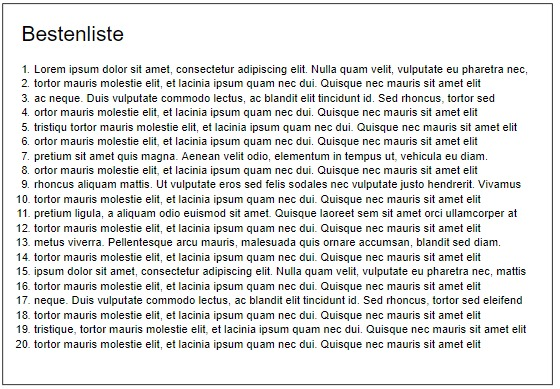 Bestenliste
1. Lorem ipsum dolor sit amet, consectetur adipiscing elit. Nulla quam velit, vulputate eu pharetra nec,
2. tortor mauris molestie elit, et lacinia ipsum quam nec dui. Quisque nec mauris sit amet elit
3. ac neque. Duis vulputate commodo lectus, ac blandit elit tincidunt id. Sed rhoncus, tortor sed
4. ortor mauris molestie elit, et lacinia ipsum quam nec dui. Quisque nec mauris sit amet elit
5. tristiqu tortor mauris molestie elit, et lacinia ipsum quam nec dui. Quisque nec mauris sit amet elit
6. ortor mauris molestie elit, et lacinia ipsum quam nec dui. Quisque nec mauris sit amet elit
7. pretium sit amet quis magna. Aenean velit odio, elementum in tempus ut, vehicula eu diam.
8. ortor mauris molestie elit, et lacinia ipsum quam nec dui. Quisque nec mauris sit amet elit
9. rhoncus aliquam mattis. Ut vulputate eros sed felis sodales nec vulputate justo hendrerit. Vivamus
10. tortor mauris molestie elit, et lacinia ipsum quam nec dui. Quisque nec mauris sit amet elit
11. pretium ligula, a aliquam odio euismod sit amet. Quisque laoreet sem sit amet orci ullamcorper at
12. tortor mauris molestie elit, et lacinia ipsum quam nec dui. Quisque nec mauris sit amet elit
13. metus viverra. Pellentesque arcu mauris, malesuada quis ornare accumsan, blandit sed diam.
14. tortor mauris molestie elit, et lacinia ipsum quam nec dui. Quisque nec mauris sit amet elit
15. ipsum dolor sit amet, consectetur adipiscing elit. Nulla quam velit, vulputate eu pharetra nec, mattis
16. tortor mauris molestie elit, et lacinia ipsum quam nec dui. Quisque nec mauris sit amet elit
17. neque. Duis vulputate commodo lectus, ac blandit elit tincidunt id. Sed rhoncus, tortor sed eleifend
18. tortor mauris molestie elit, et lacinia ipsum quam nec dui. Quisque nec mauris sit amet elit
19. tristique, tortor mauris molestie elit, et lacinia ipsum quam nec dui. Quisque nec mauris sit amet elit
20. tortor mauris molestie elit, et lacinia ipsum quam nec dui. Quisque nec mauris sit amet elit